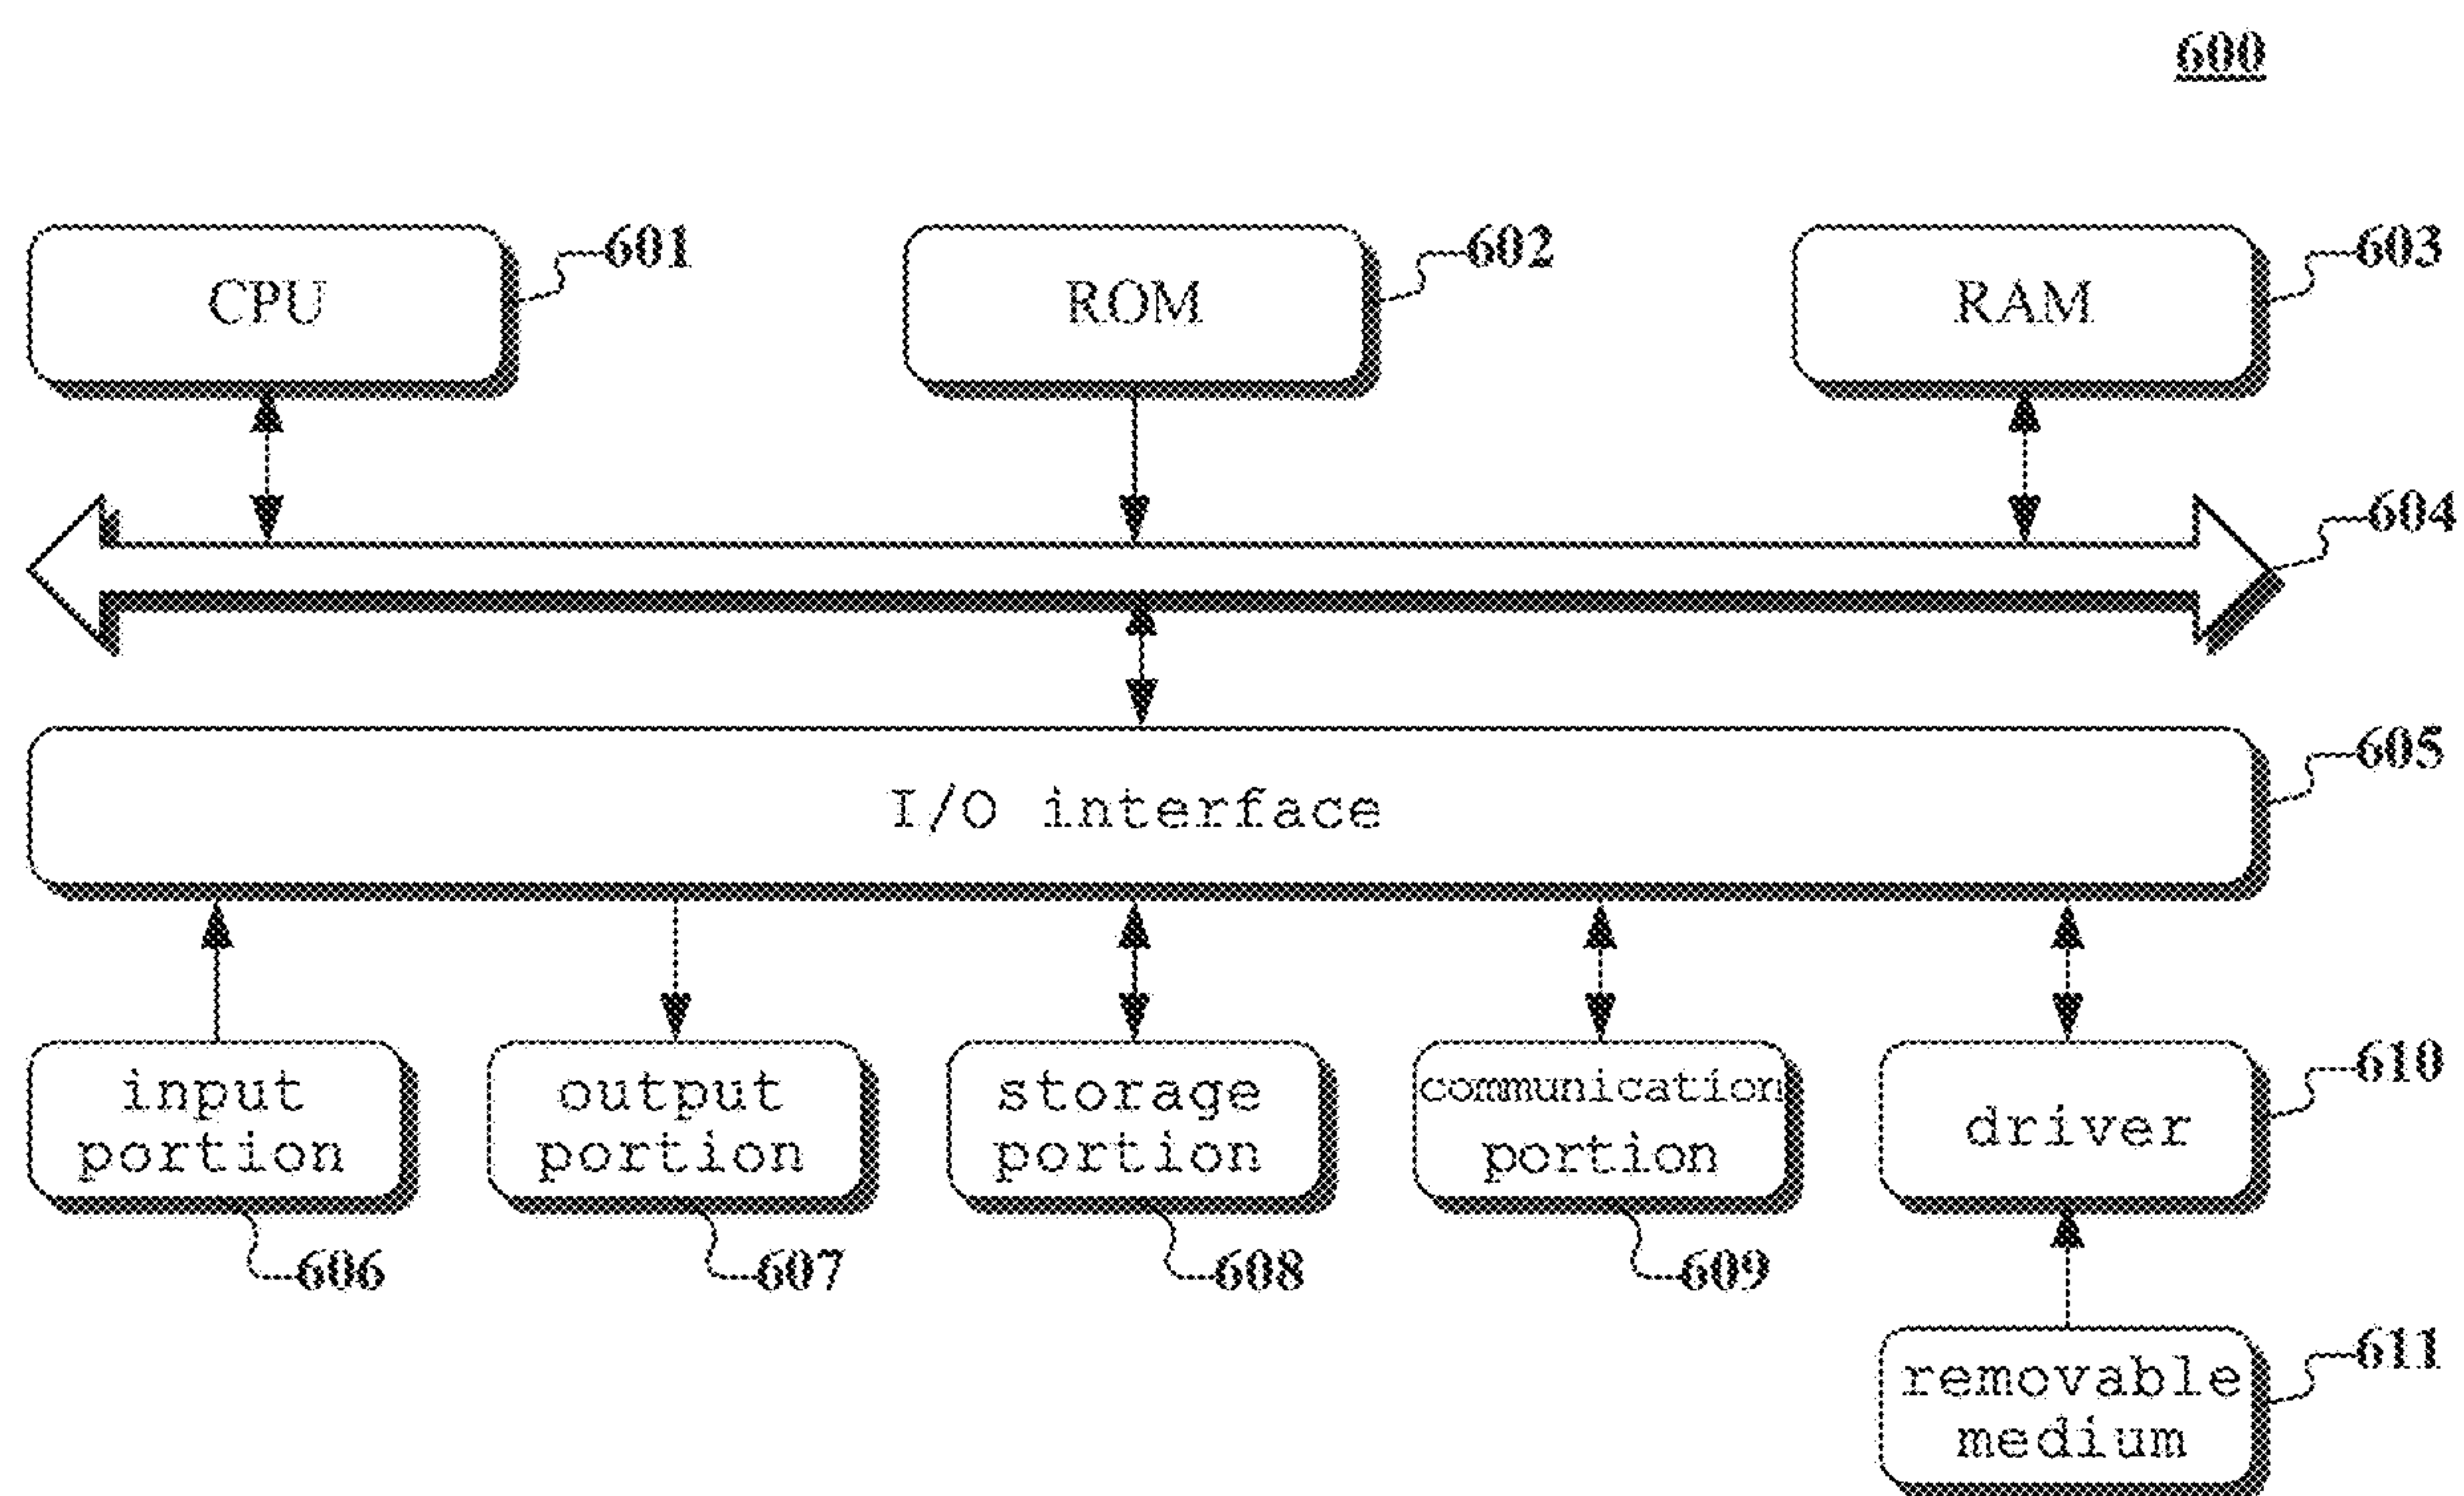 600
CPU
601
ROM
602
RAM
603
604
I/O interface
605
input
portion
606
output
portion
607
storage
portion
608
communication
portion
609
driver
610
removable
medium
611